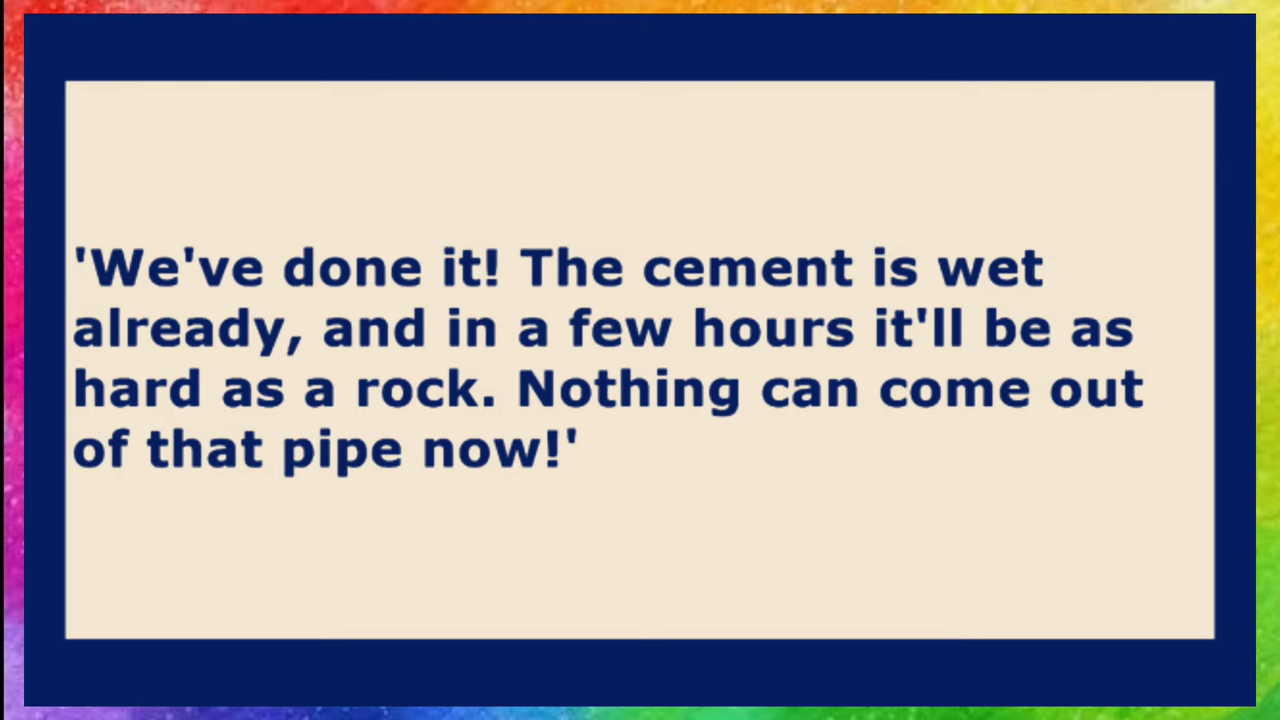 'We've done it! The cement is wet
already, and in a few hours it'll be as
hard as a rock. Nothing can come out
of that pipe now!'